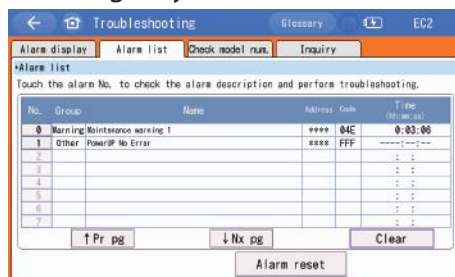 Troubleshooting Glossary EC2
Alarm display Alarm list Check model num. Inquiry
•Alarm list
Touch the alarm No. to check the alarm description and perform troubleshooting.
No. Group Name Address Code Time
0 Warning Maintenance warning 1 **** 04E 0:03:06
1 Other PowerUP No Error **** FFF ----:--:--
2 : :
3 : :
4 : :
5 : :
6 : :
7 : :
↑Pr pg ↓Nx pg Clear
Alarm reset